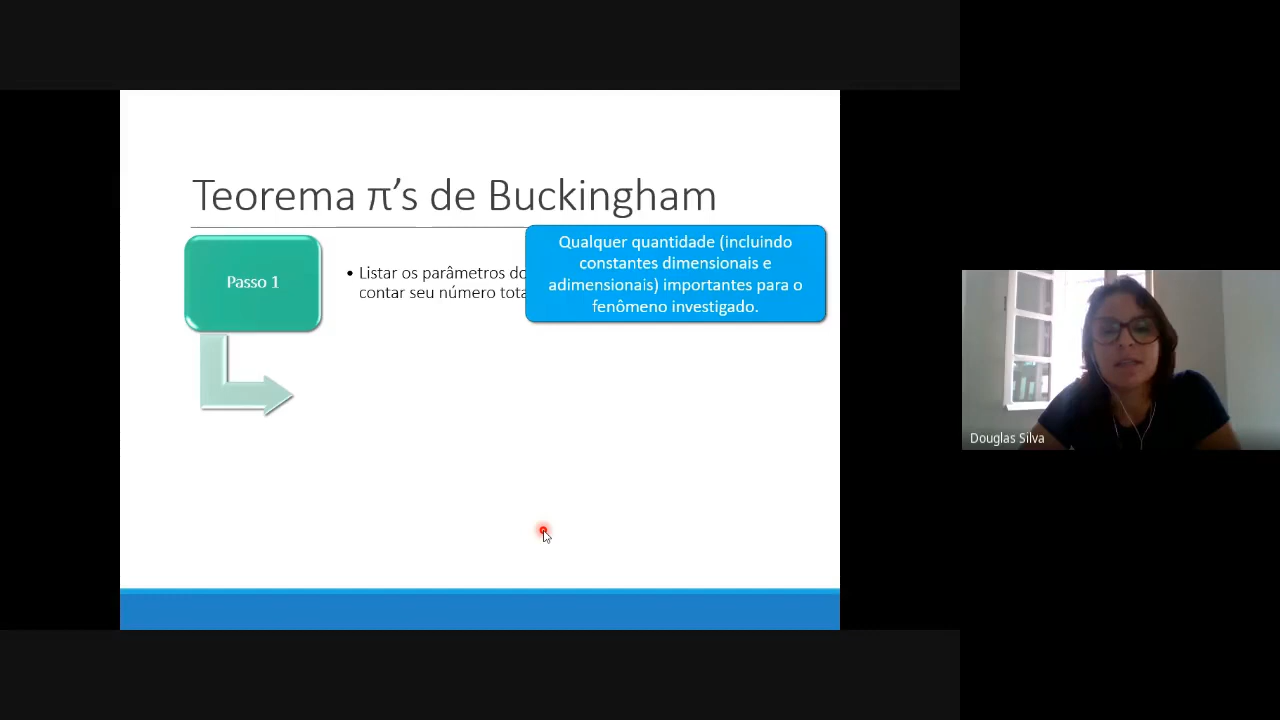 Teorema π’s de Buckingham
Passo 1
• Listar os parâmetros do
contar seu número tota
Qualquer quantidade (incluindo
constantes dimensionais e
adimensionais) importantes para o
fenômeno investigado.
Douglas Silva